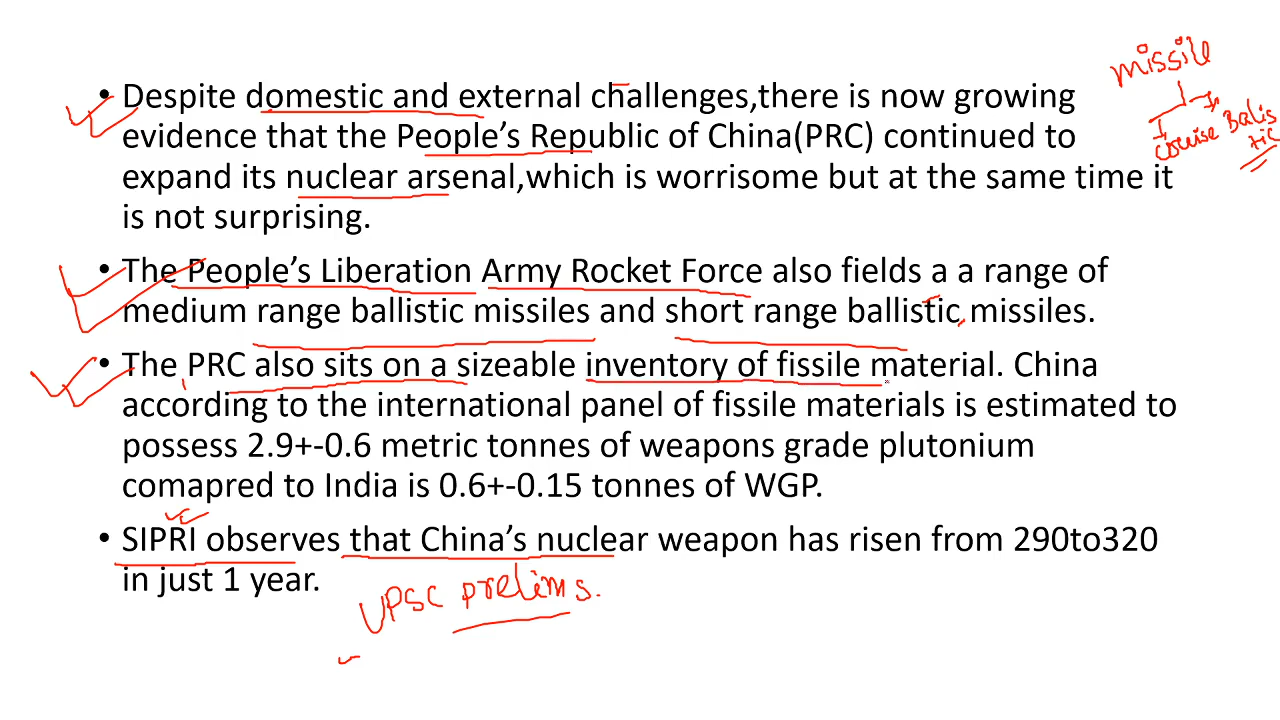 • Despite domestic and external challenges,there is now growing
evidence that the People's Republic of China(PRC) continued to
expand its nuclear arsenal,which is worrisome but at the same time it
is not surprising.
• The People's Liberation Army Rocket Force also fields a a range of
medium range ballistic missiles and short range ballistic missiles.
• The PRC also sits on a sizeable inventory of fissile material. China
according to the international panel of fissile materials is estimated to
possess 2.9+-0.6 metric tonnes of weapons grade plutonium
comapred to India is 0.6+-0.15 tonnes of WGP.
• SIPRI observes that China's nuclear weapon has risen from 290to320
in just 1 year.
UPSC prelims.
missile
Balis
tic